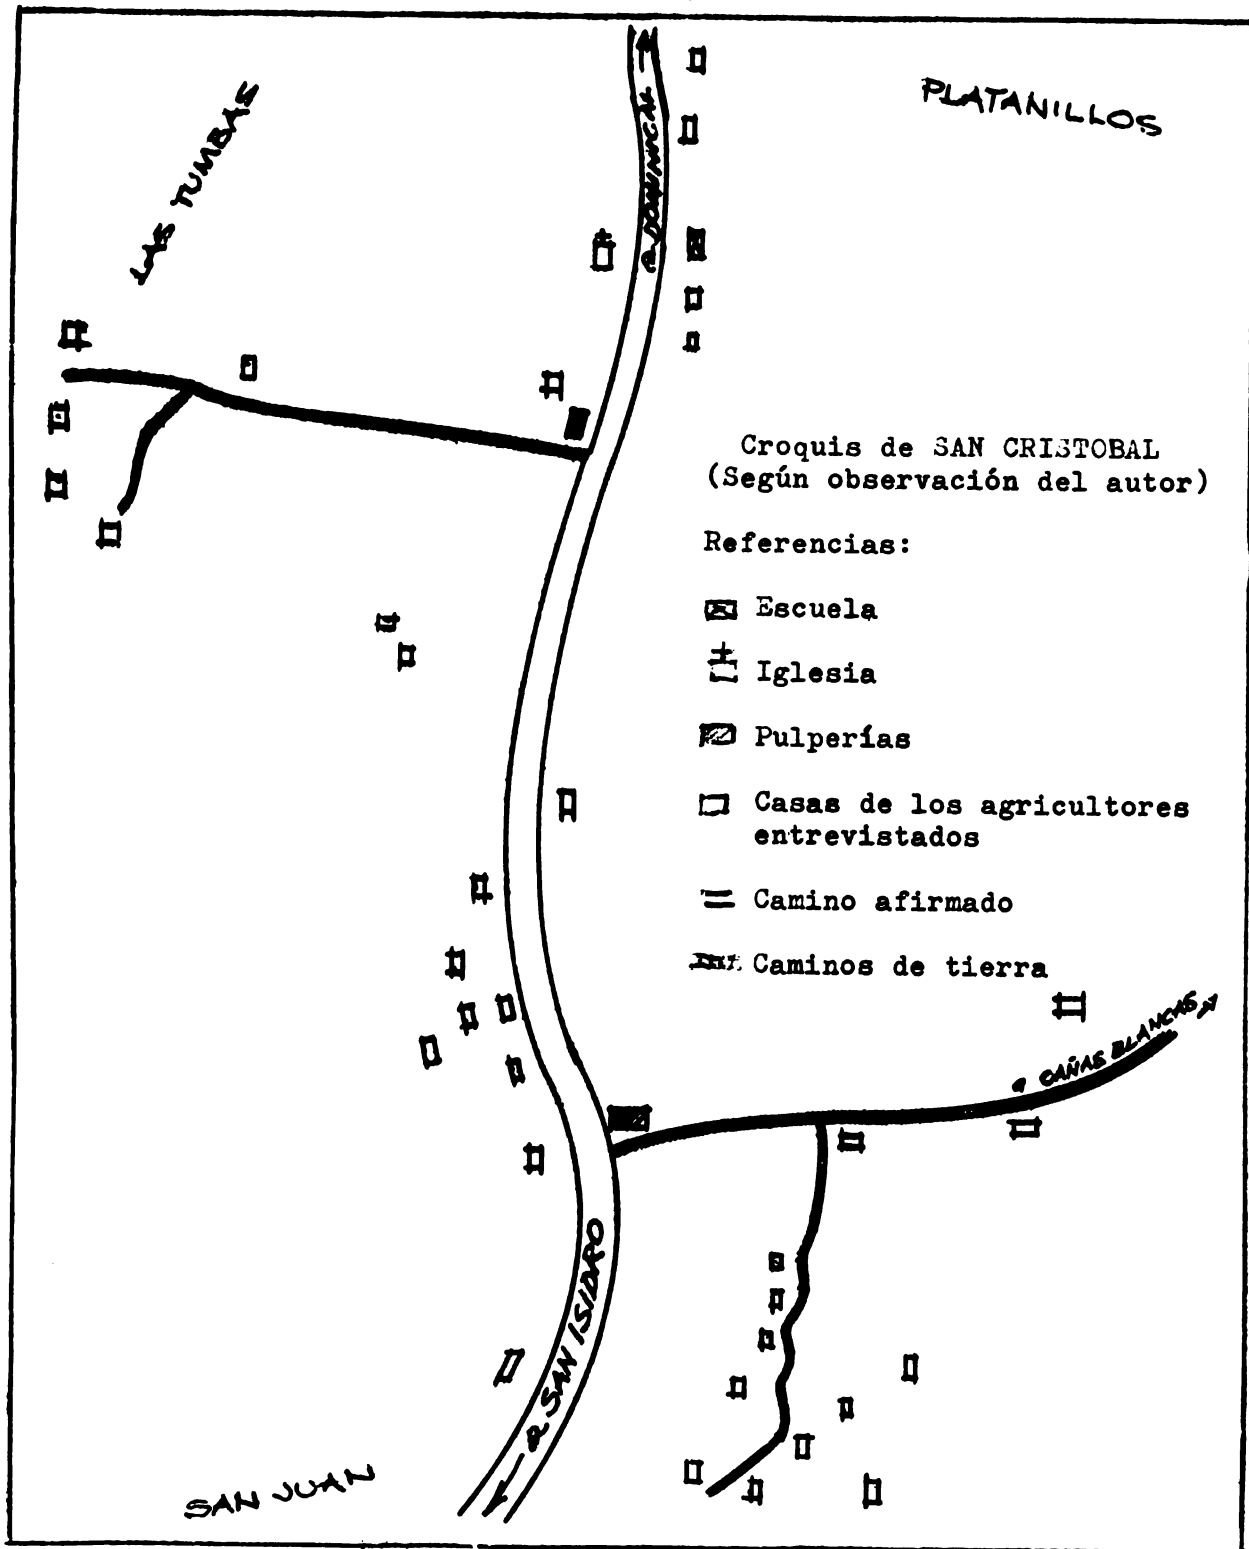 PLATANILLOS
LAS TUMBAS
a DOMINICAL
Croquis de SAN CRISTOBAL
(Según observación del autor)
Referencias:
Escuela
Iglesia
Pulperías
Casas de los agricultores
entrevistados
Camino afirmado
Caminos de tierra
a CAÑAS BLANCAS
a SAN ISIDRO
SAN JUAN